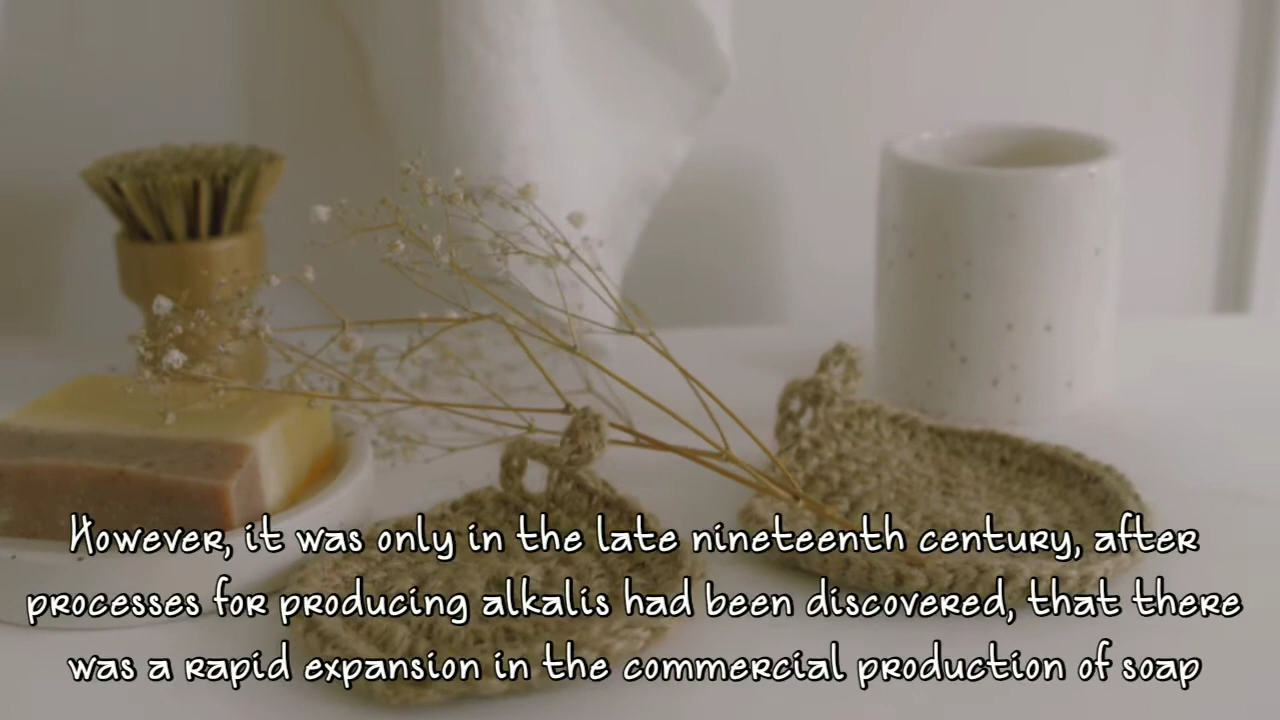 However, it was only in the late nineteenth century, after
processes for producing alkalis had been discovered, that there
was a rapid expansion in the commercial production of soap